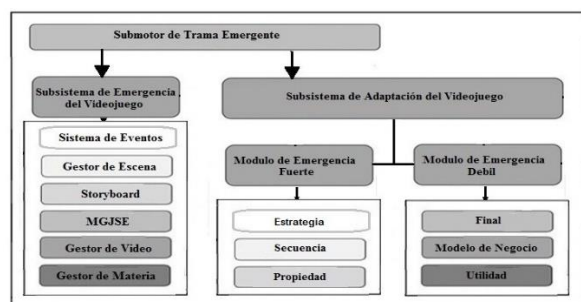 Submotor de Trama Emergente
Subsistema de Emergencia
del Videojuego
Subsistema de Adaptación del Videojuego
Sistema de Eventos
Gestor de Escena
Storyboard
MGJSE
Gestor de Video
Gestor de Materia
Modulo de Emergencia
Fuerte
Estrategia
Secuencia
Propiedad
Modulo de Emergencia
Debil
Final
Modelo de Negocio
Utilidad